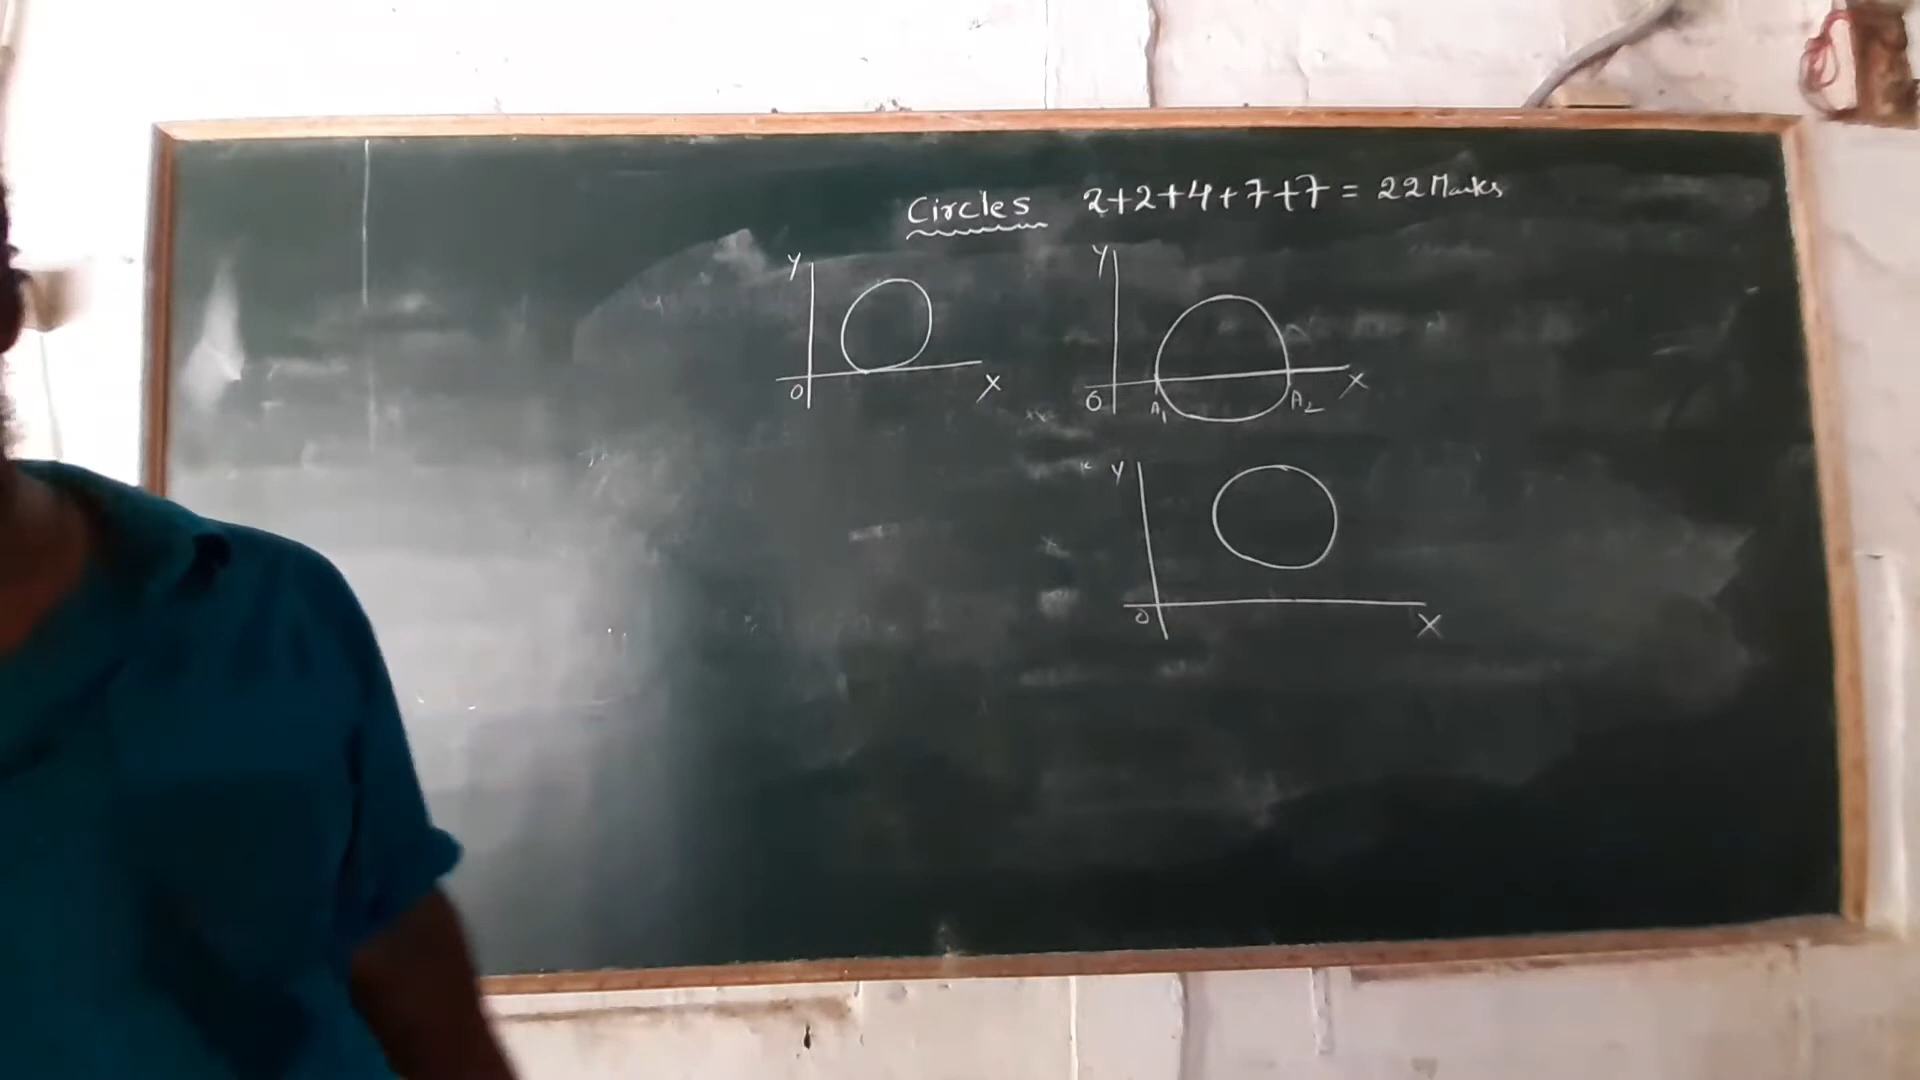 Circles 2+2+4+7+7 = 22 Marks
Y
O
X
Y
O
A1
A2
X
Y
O
X